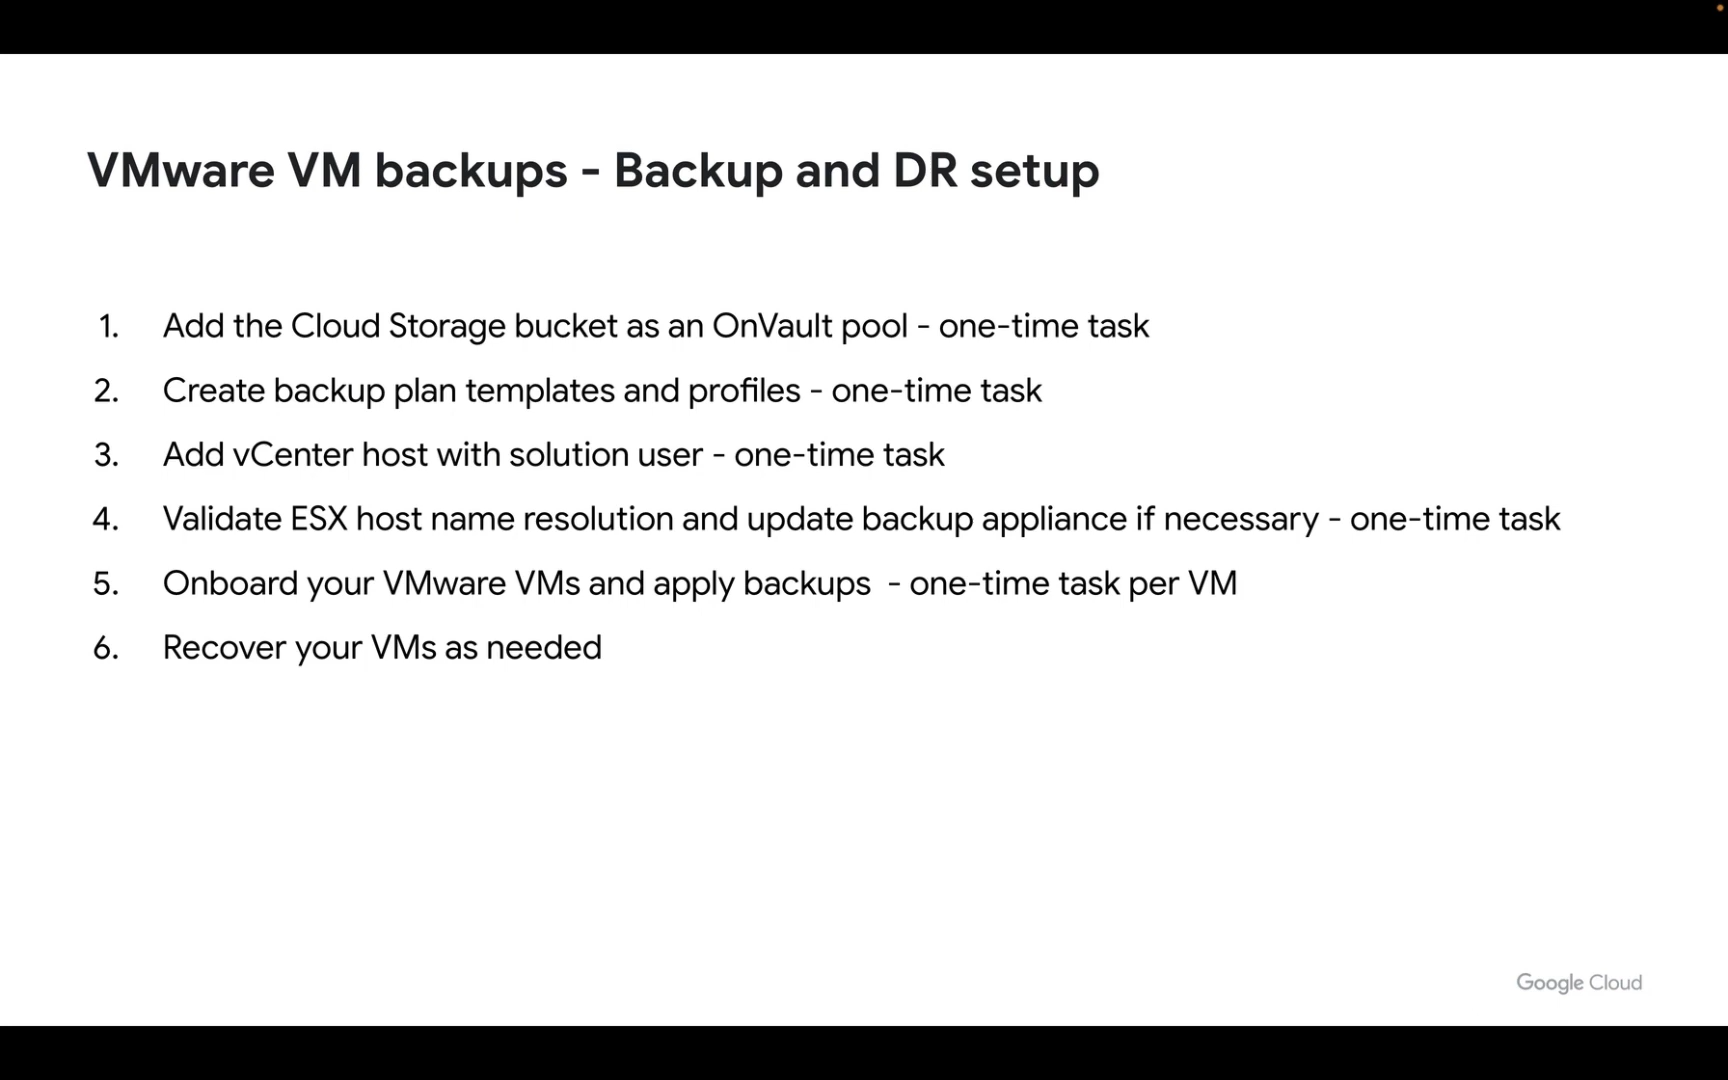 VMware VM backups - Backup and DR setup
1. Add the Cloud Storage bucket as an OnVault pool - one-time task
2. Create backup plan templates and profiles - one-time task
3. Add vCenter host with solution user - one-time task
4. Validate ESX host name resolution and update backup appliance if necessary - one-time task
5. Onboard your VMware VMs and apply backups  - one-time task per VM
6. Recover your VMs as needed
Google Cloud